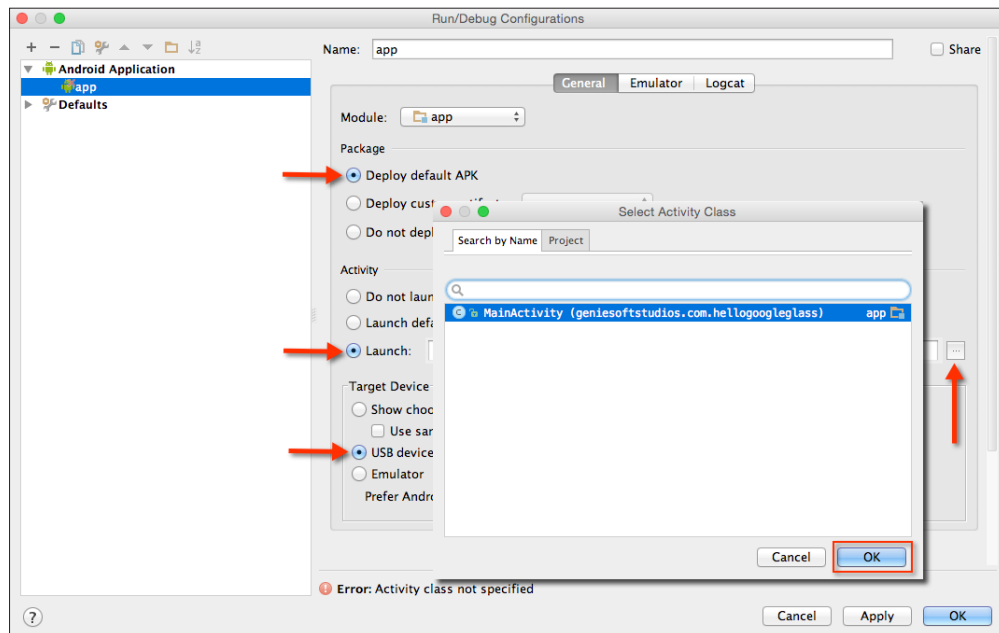 Run/Debug Configurations
Name: app
Share
Android Application
app
Defaults
General Emulator Logcat
Module: app
Package
Deploy default APK
Deploy cust
Do not depl
Activity
Do not laun
Launch defa
Launch:
...
Target Device
Show choo
Use sar
USB device
Emulator
Prefer Andr
Select Activity Class
Search by Name Project
C MainActivity (geniesoftstudios.com.hellogoogleglass) app
Cancel OK
Error: Activity class not specified
? Cancel Apply OK